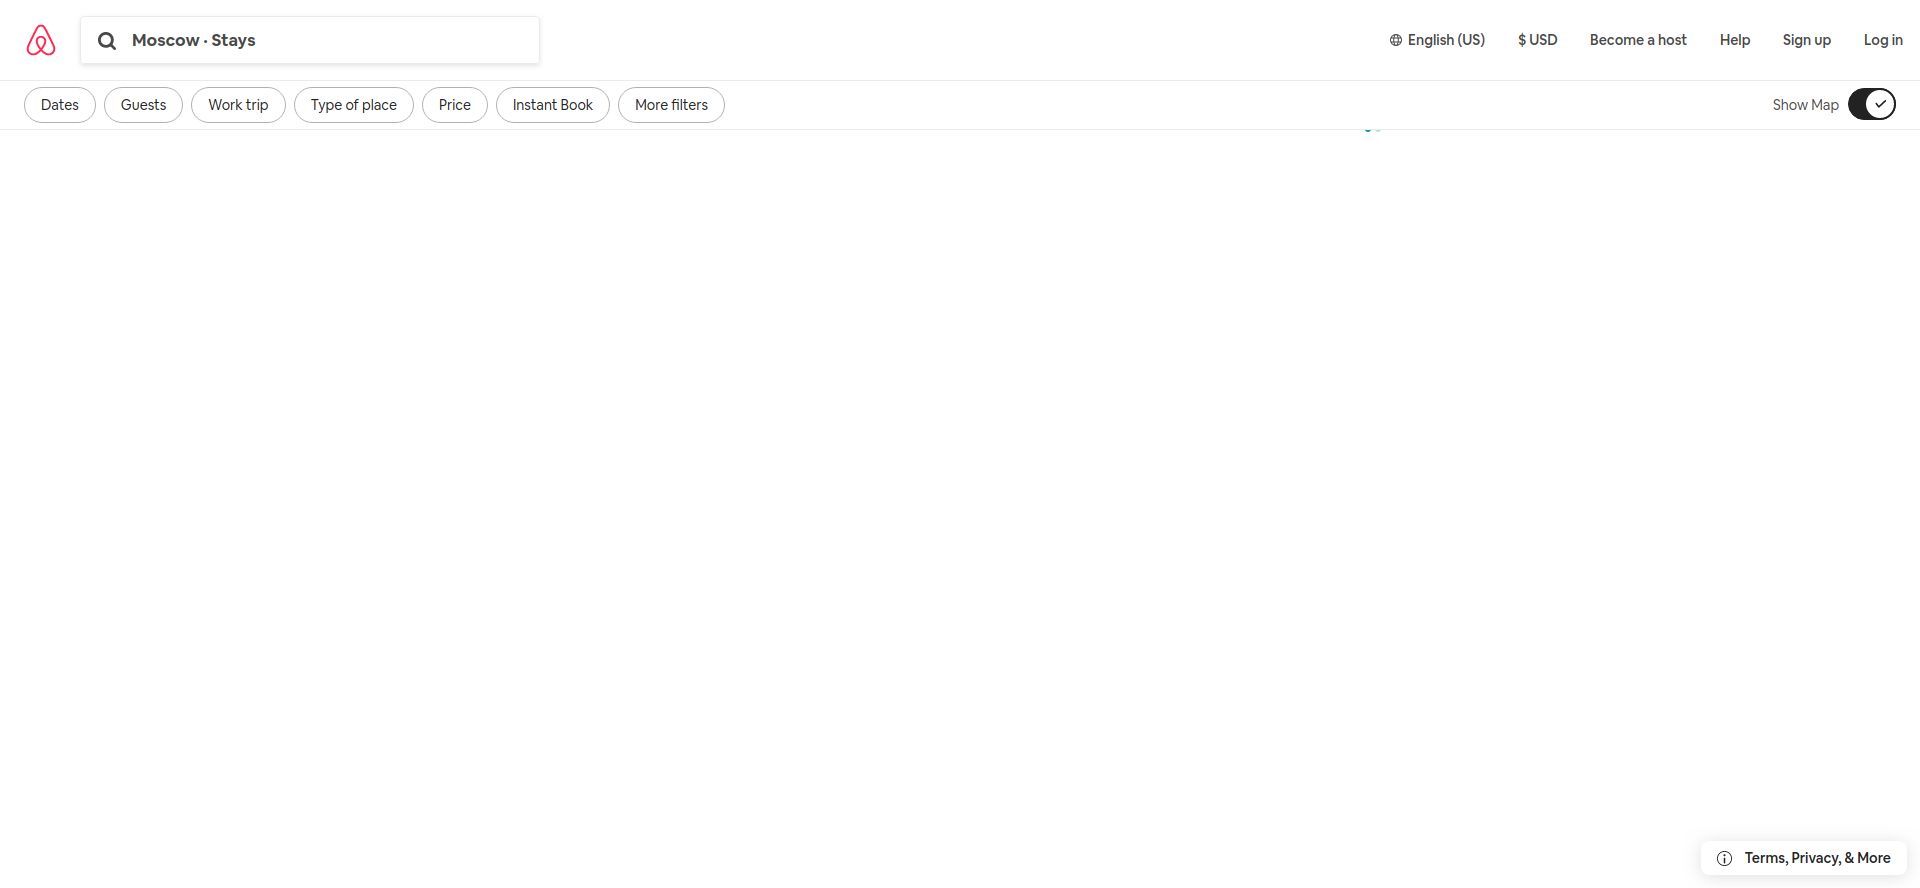 Moscow · Stays
English (US)
$ USD
Become a host
Help
Sign up
Log in
Dates
Guests
Work trip
Type of place
Price
Instant Book
More filters
Show Map
Terms, Privacy, & More